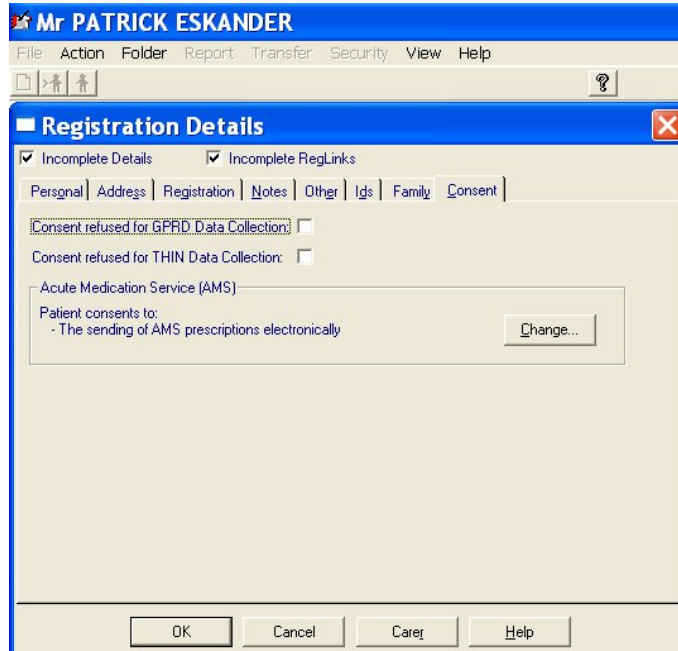 Mr PATRICK ESKANDER
File Action Folder Report Transfer Security View Help
?
Registration Details
Incomplete Details Incomplete RegLinks
Personal Address Registration Notes Other Ids Family Consent
Consent refused for GPRD Data Collection:
Consent refused for THIN Data Collection:
Acute Medication Service (AMS)
Patient consents to:
- The sending of AMS prescriptions electronically
Change...
OK Cancel Carer Help